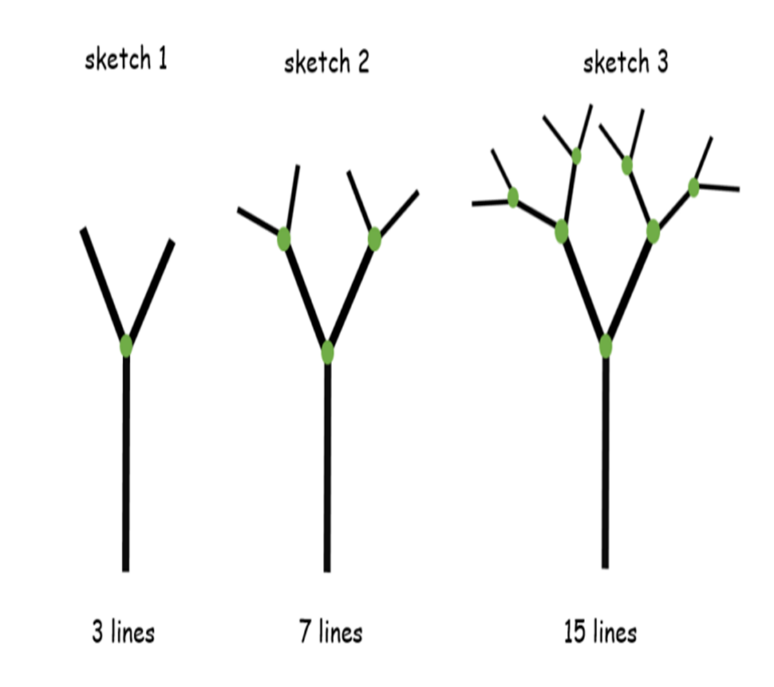 sketch 1
sketch 2
sketch 3
3 lines
7 lines
15 lines